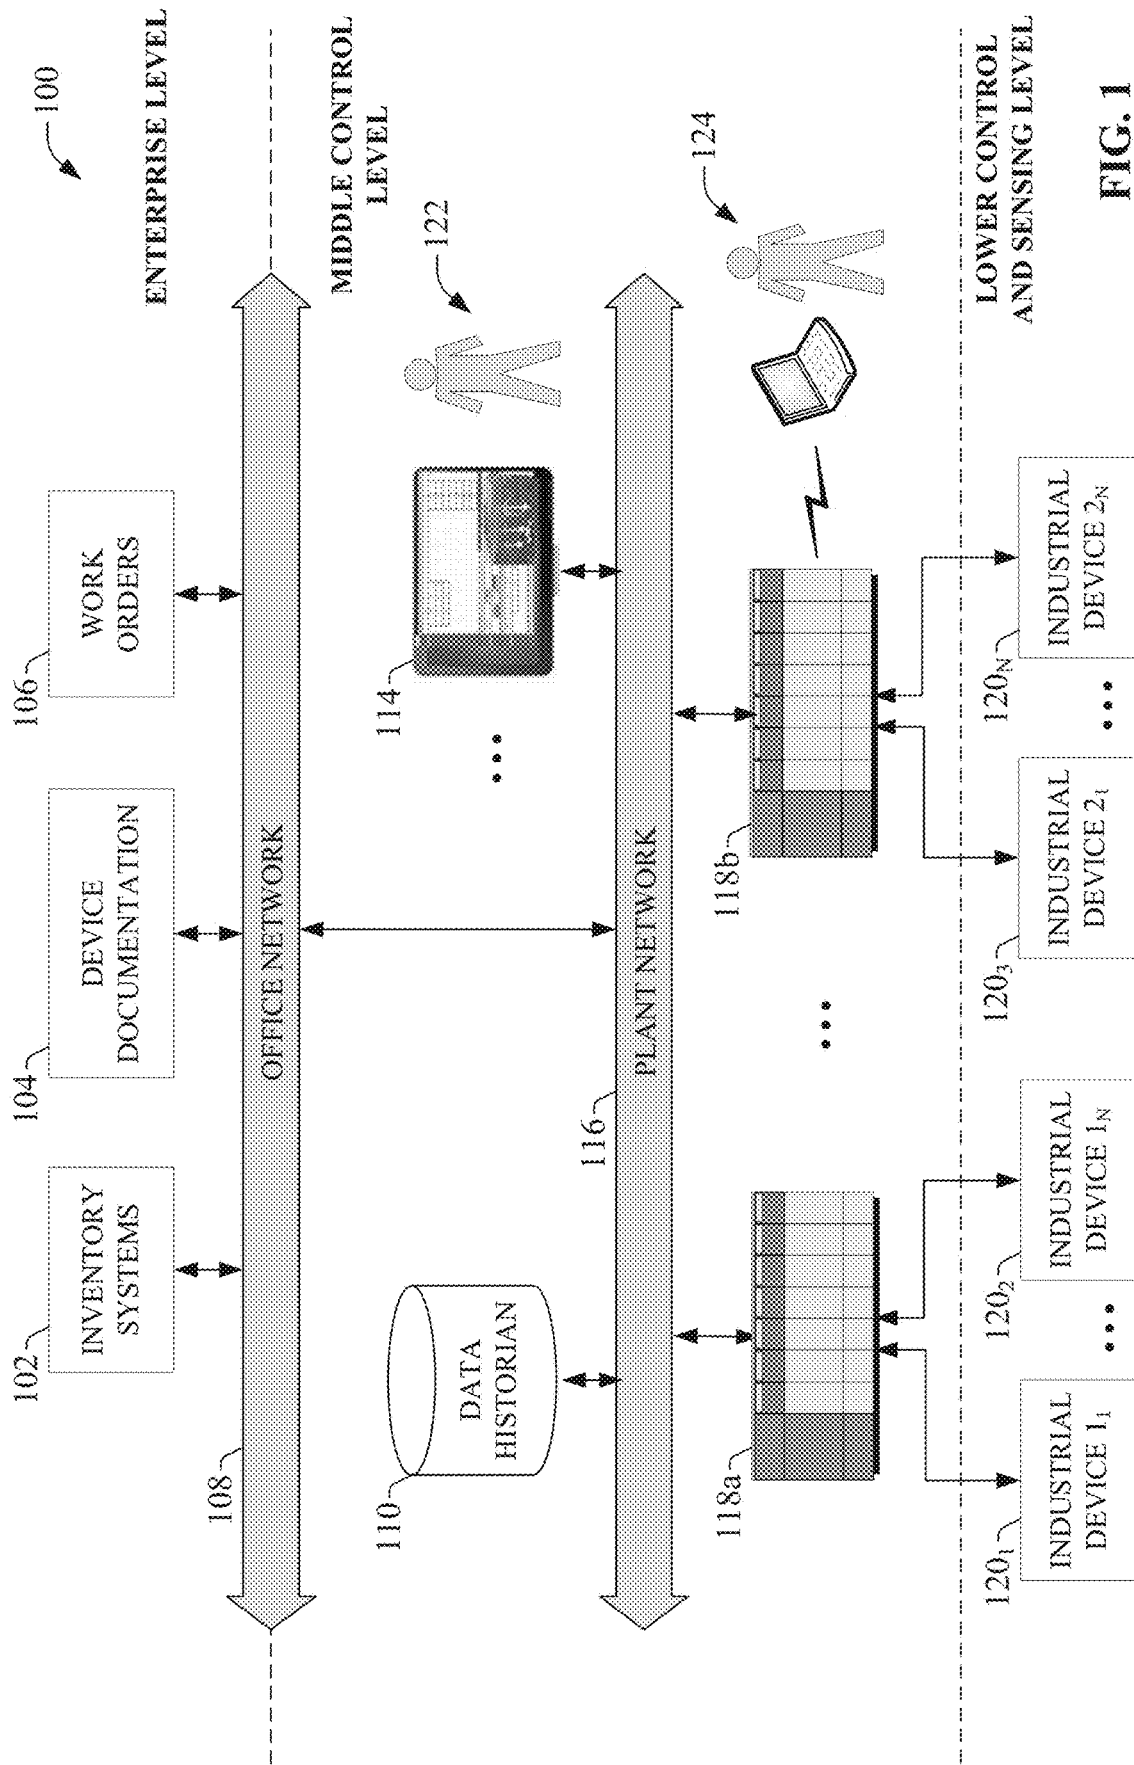 100
ENTERPRISE LEVEL
102
INVENTORY
SYSTEMS
104
DEVICE
DOCUMENTATION
106
WORK
ORDERS
108
OFFICE NETWORK
MIDDLE CONTROL
LEVEL
110
DATA
HISTORIAN
•••
114
122
116
PLANT NETWORK
118a
•••
118b
124
LOWER CONTROL
AND SENSING LEVEL
120₁
INDUSTRIAL
DEVICE 1₁
•••
120₂
INDUSTRIAL
DEVICE 1N
120₃
INDUSTRIAL
DEVICE 2₁
•••
120N
INDUSTRIAL
DEVICE 2N
FIG. 1